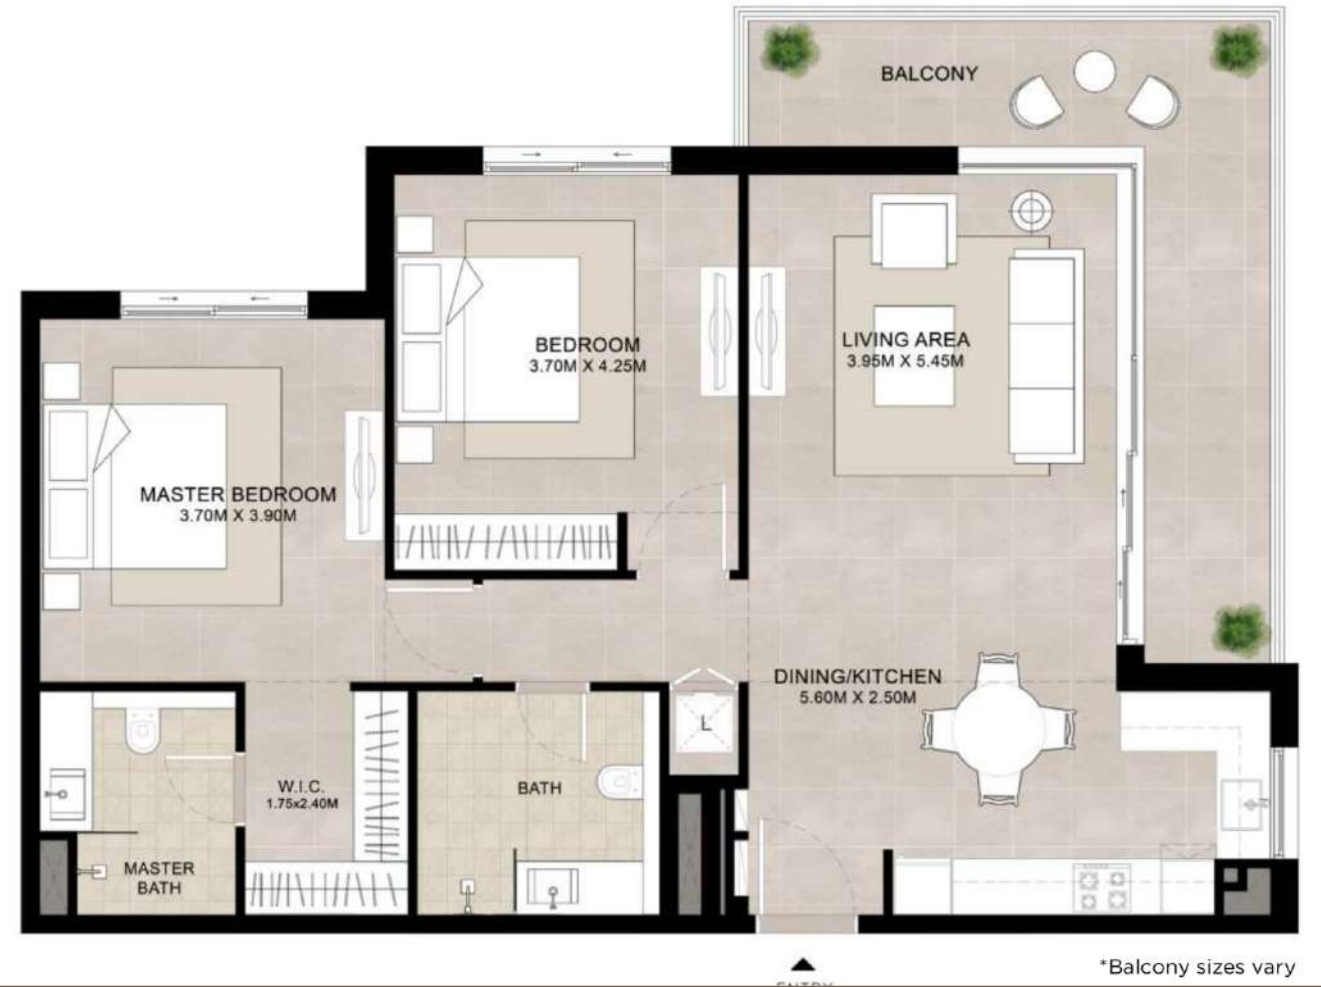 BALCONY
BEDROOM
3.70M X 4.25M
LIVING AREA
3.95M X 5.45M
MASTER BEDROOM
3.70M X 3.90M
DINING/KITCHEN
5.60M X 2.50M
L
W.I.C.
1.75x2.40M
BATH
MASTER
BATH
*Balcony sizes vary
ENTRY